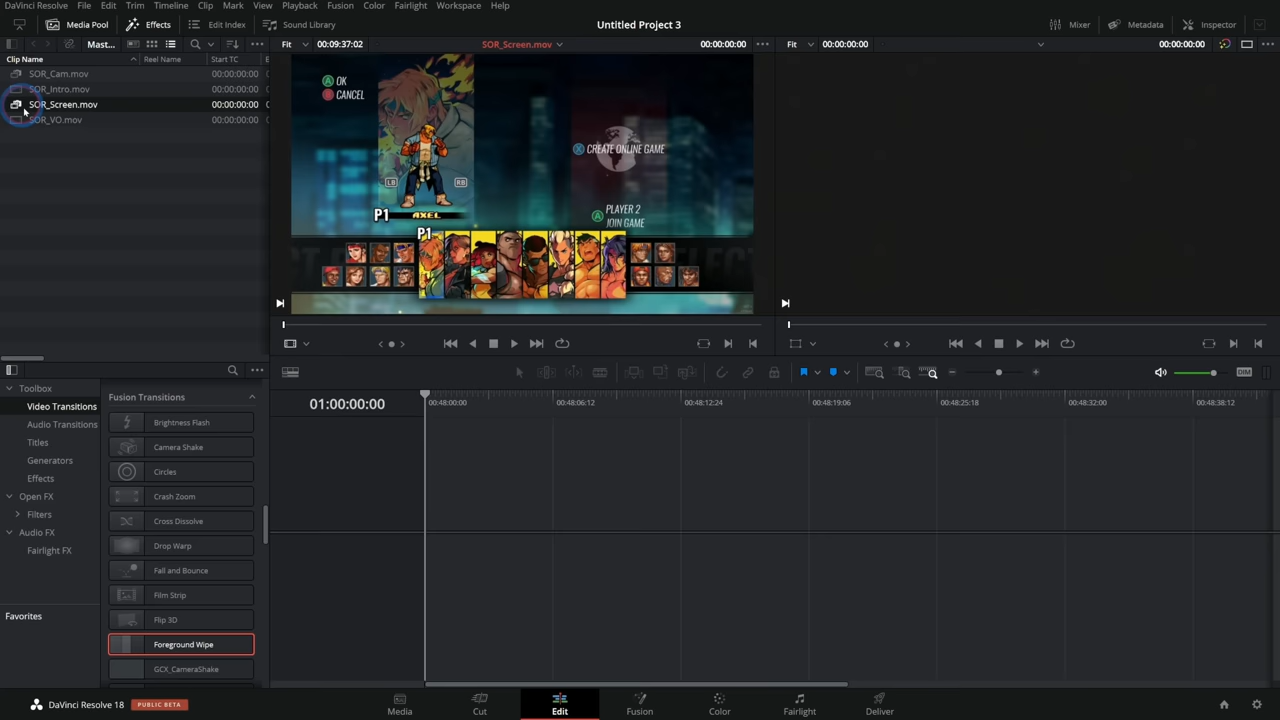 DaVinci Resolve File Edit Trim Timeline Clip Mark View Playback Fusion Color Fairlight Workspace Help
Media Pool Effects Edit Index Sound Library Untitled Project 3 Mixer Metadata Inspector
Mast... Fit 00:09:37:02 SOR_Screen.mov 00:00:00:00 Fit 00:00:00:00 00:00:00:00
Clip Name Reel Name Start TC
SOR_Cam.mov 00:00:00:00
SOR_Intro.mov 00:00:00:00
SOR_Screen.mov 00:00:00:00
SOR_VO.mov 00:00:00:00
A OK
CANCEL
X CREATE ONLINE GAME
LB RB
P1 AXEL
A PLAYER 2
JOIN GAME
P1
Toolbox
Video Transitions
Audio Transitions
Titles
Generators
Effects
Open FX
Filters
Audio FX
Fairlight FX
Favorites
Fusion Transitions
Brightness Flash
Camera Shake
Circles
Crash Zoom
Cross Dissolve
Drop Warp
Fall and Bounce
Film Strip
Flip 3D
Foreground Wipe
GCX_CameraShake
DIM
01:00:00:00
00:48:00:00 00:48:06:12 00:48:12:24 00:48:19:06 00:48:25:18 00:48:32:00 00:48:38:12
DaVinci Resolve 18 PUBLIC BETA
Media Cut Edit Fusion Color Fairlight Deliver